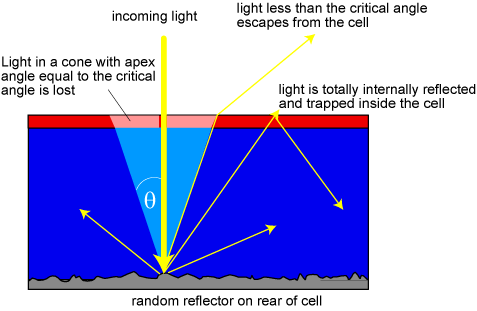 incoming light
light less than the critical angle
escapes from the cell
Light in a cone with apex
angle equal to the critical
angle is lost
light is totally internally reflected
and trapped inside the cell
θ
random reflector on rear of cell